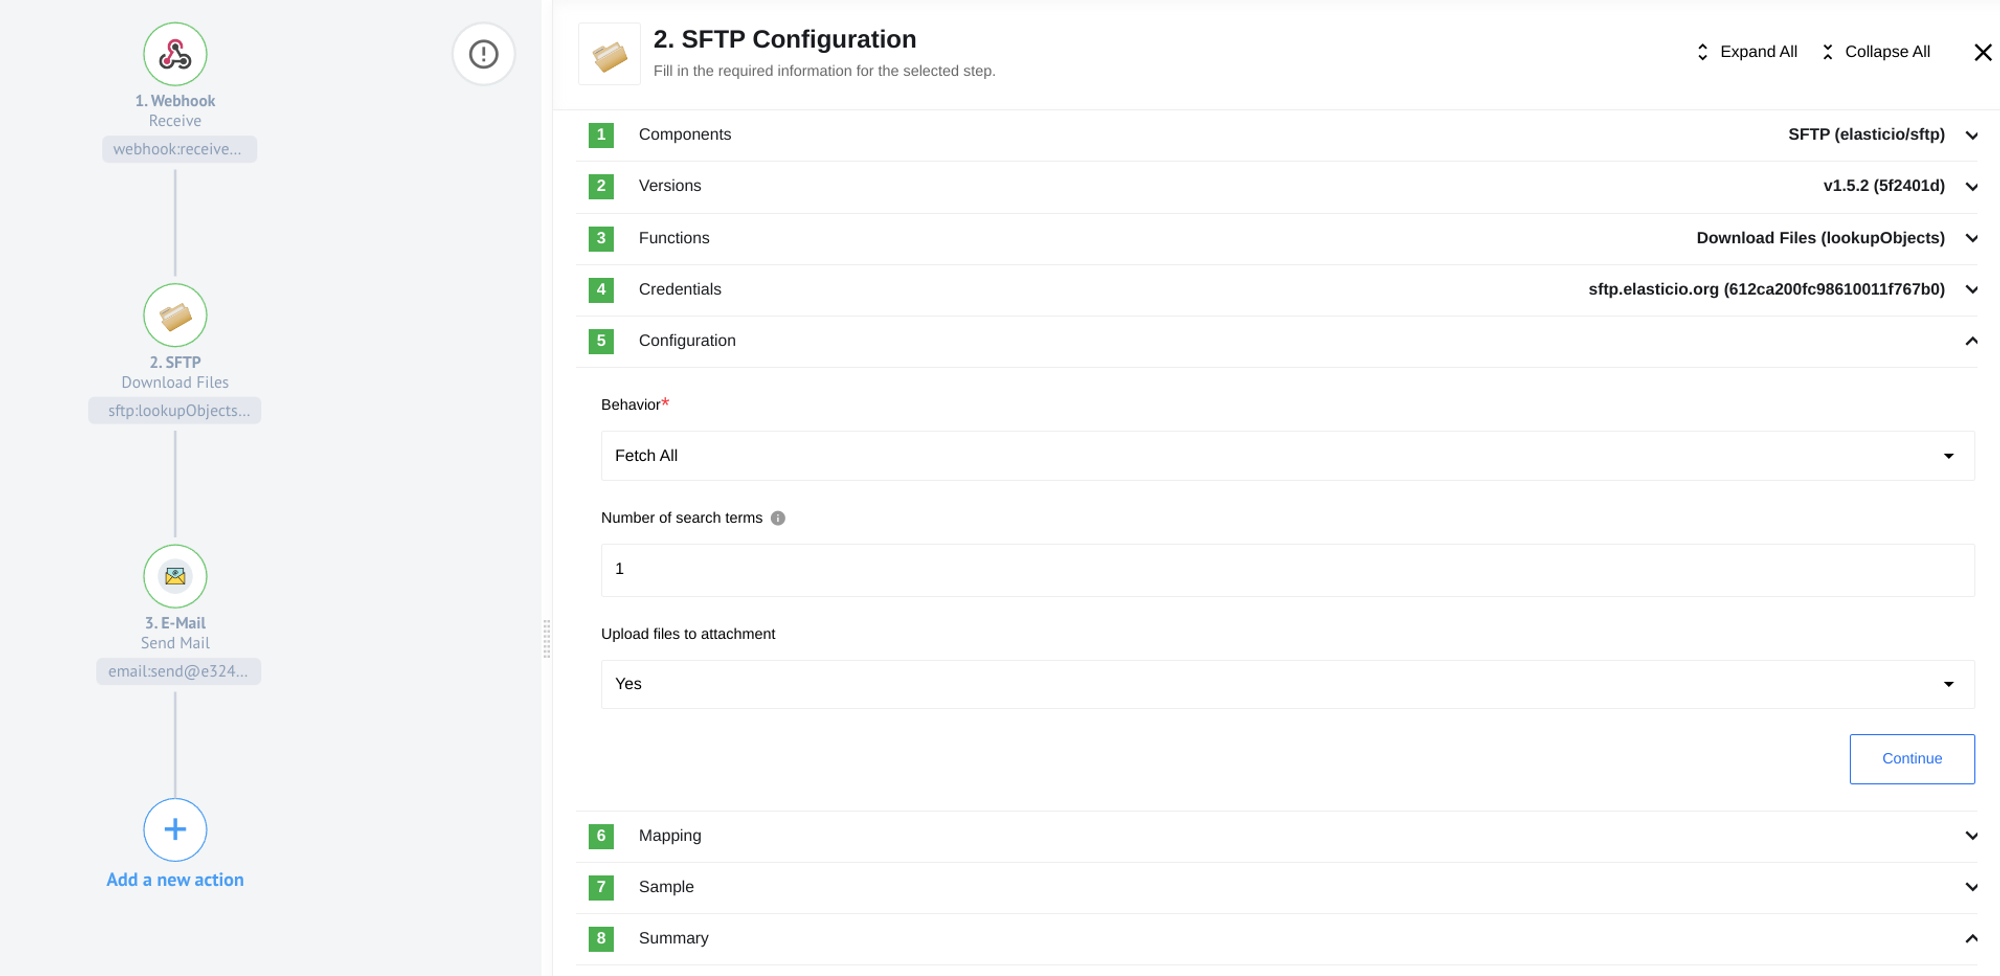 1. Webhook
Receive
webhook:receive...
2. SFTP
Download Files
sftp:lookupObjects...
3. E-Mail
Send Mail
email:send@e324...
Add a new action
2. SFTP Configuration
Fill in the required information for the selected step.
Expand All
Collapse All
1 Components SFTP (elasticio/sftp)
2 Versions v1.5.2 (5f2401d)
3 Functions Download Files (lookupObjects)
4 Credentials sftp.elasticio.org (612ca200fc98610011f767b0)
5 Configuration
Behavior*
Fetch All
Number of search terms
1
Upload files to attachment
Yes
Continue
6 Mapping
7 Sample
8 Summary